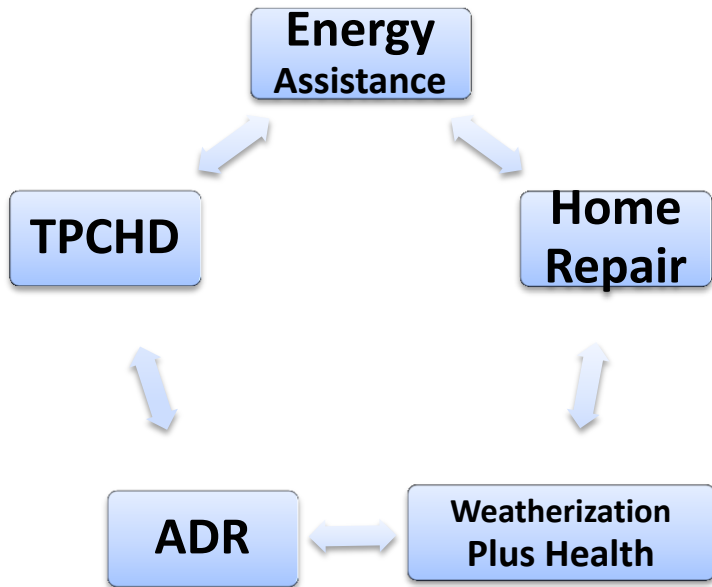 Energy
Assistance
TPCHD
Home
Repair
ADR
Weatherization
Plus Health